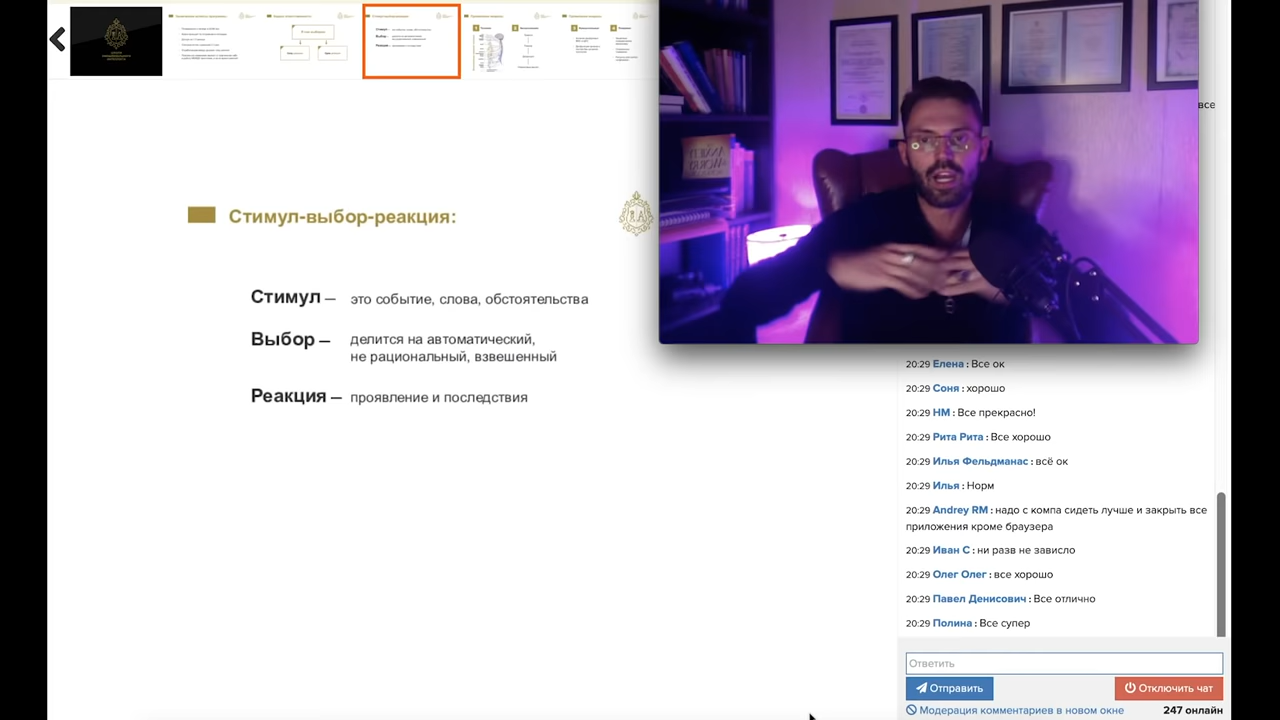 все
Стимул-выбор-реакция:
Стимул — это событие, слова, обстоятельства
Выбор — делится на автоматический,
не рациональный, взвешенный
Реакция — проявление и последствия
20:29 Елена : Все ок
20:29 Соня : хорошо
20:29 НМ : Все прекрасно!
20:29 Рита Рита : Все хорошо
20:29 Илья Фельдманас : всё ок
20:29 Илья : Норм
20:29 Andrey RM : надо с компа сидеть лучше и закрыть все
приложения кроме браузера
20:29 Иван С : ни разв не зависло
20:29 Олег Олег : все хорошо
20:29 Павел Денисович : Все отлично
20:29 Полина : Все супер
Ответить
Отправить
Отключить чат
Модерация комментариев в новом окне
247 онлайн